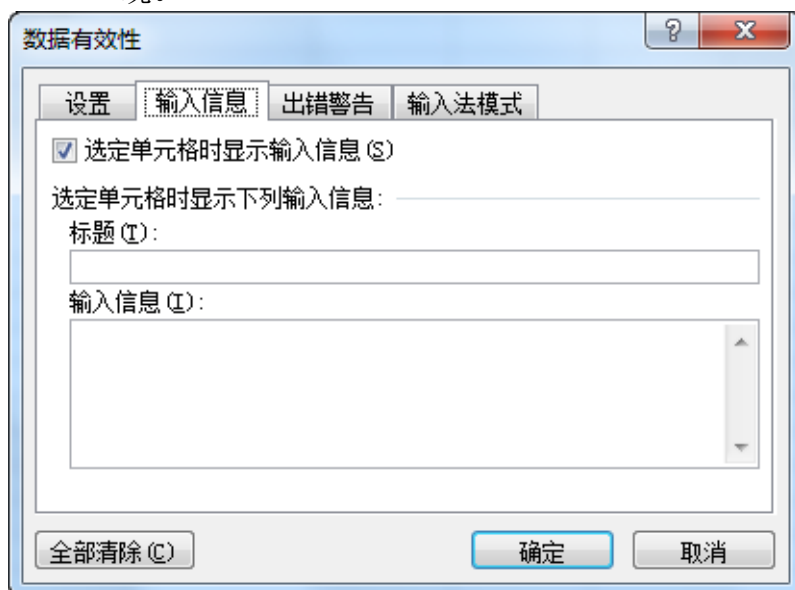 数据有效性
设置 输入信息 出错警告 输入法模式
选定单元格时显示输入信息(S)
选定单元格时显示下列输入信息:
标题(T):
输入信息(I):
全部清除(C) 确定 取消